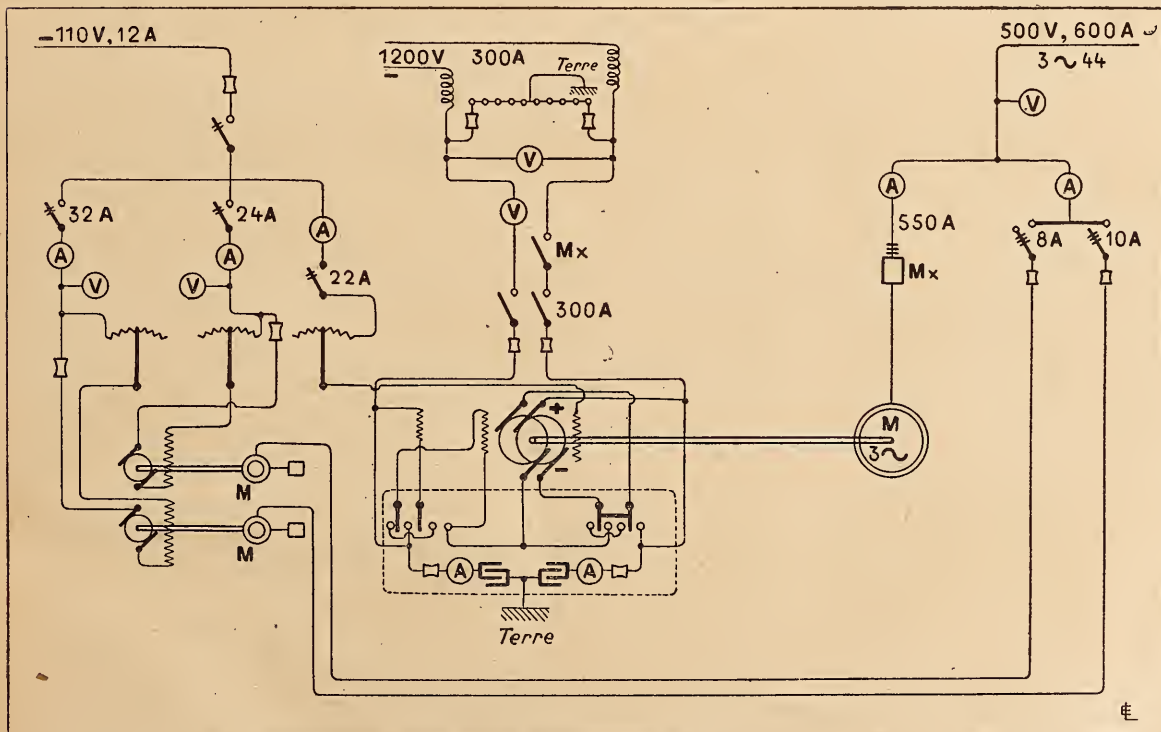 –110V, 12A
1200V
–
300A
Terre
500V, 600A
3~44
V
V
A
A
32A
24A
A
V
Mx
550A
8A
10A
A
A
22A
Mx
V
V
300A
+
M
3~
–
M
M
A
A
Terre